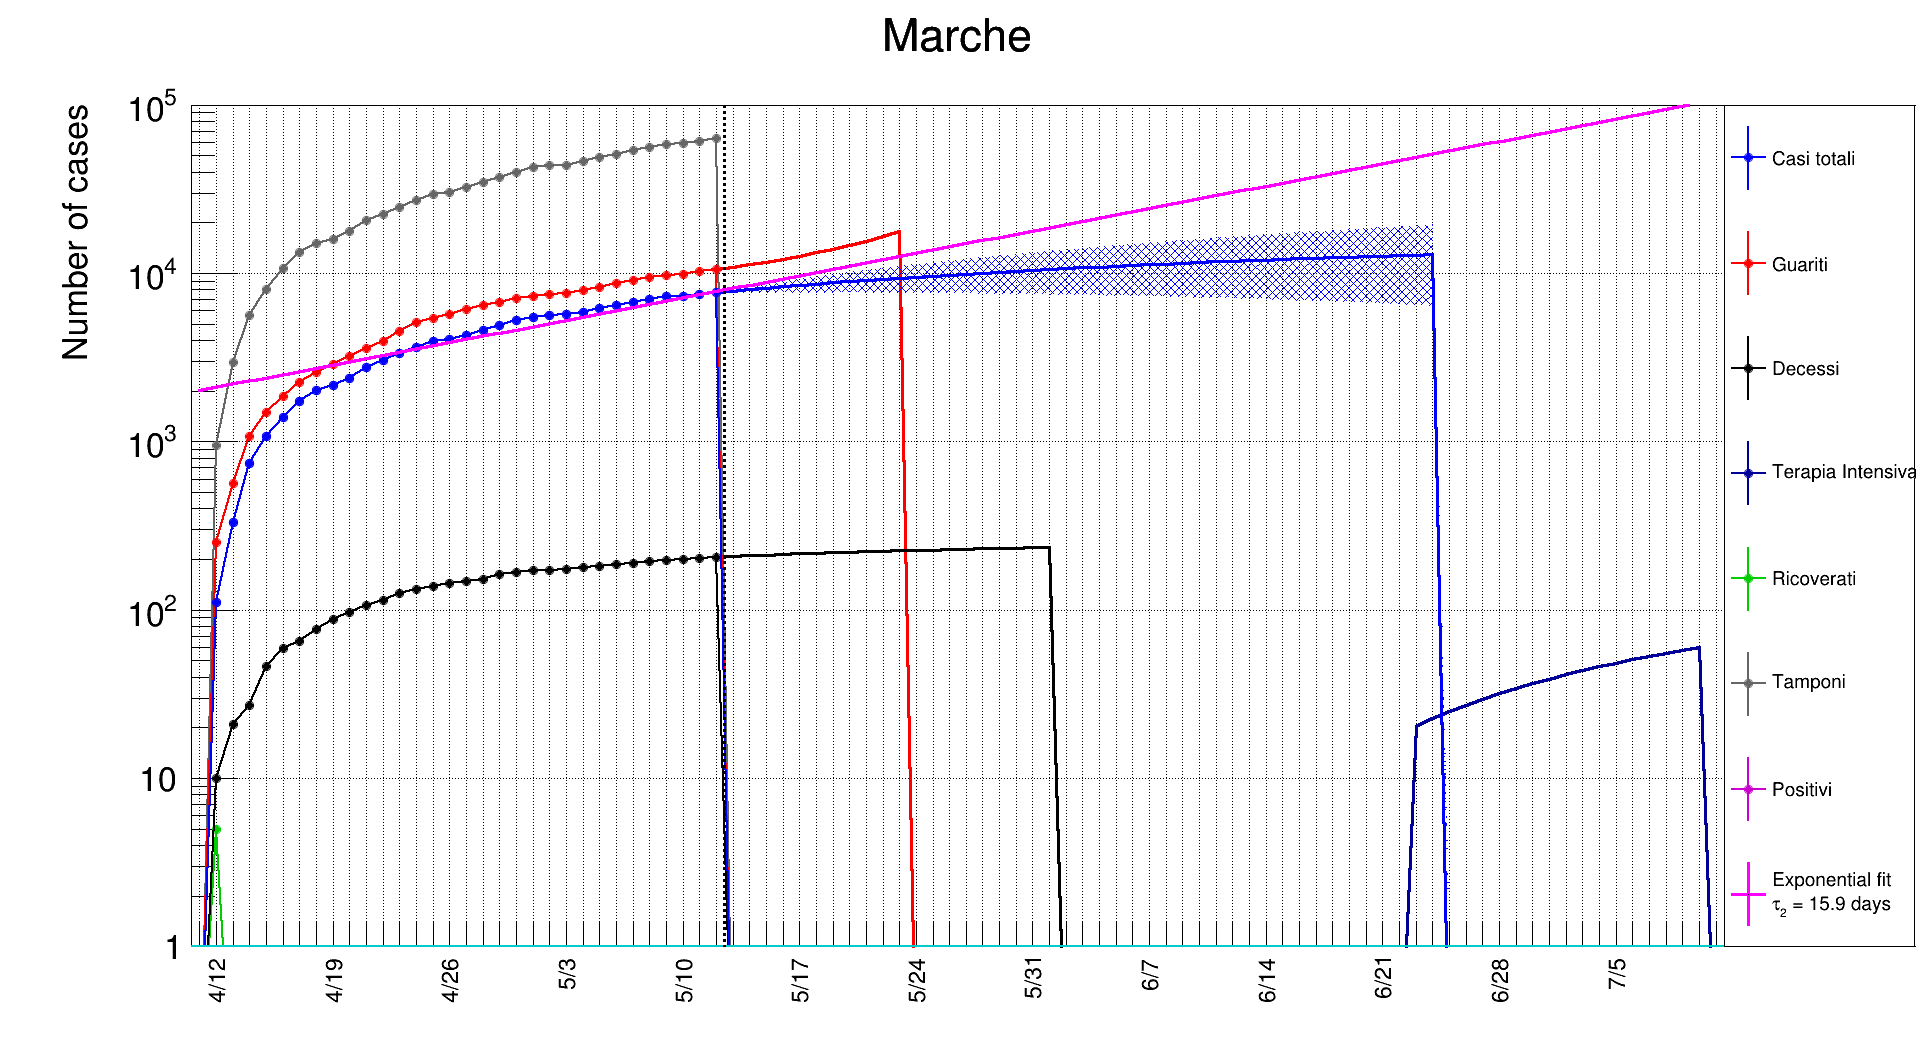 Marche
Number of cases
10^5
10^4
10^3
10^2
10
1
4/12
4/19
4/26
5/3
5/10
5/17
5/24
5/31
6/7
6/14
6/21
6/28
7/5
Casi totali
Guariti
Decessi
Terapia Intensiva
Ricoverati
Tamponi
Positivi
Exponential fit
τ₂ = 15.9 days